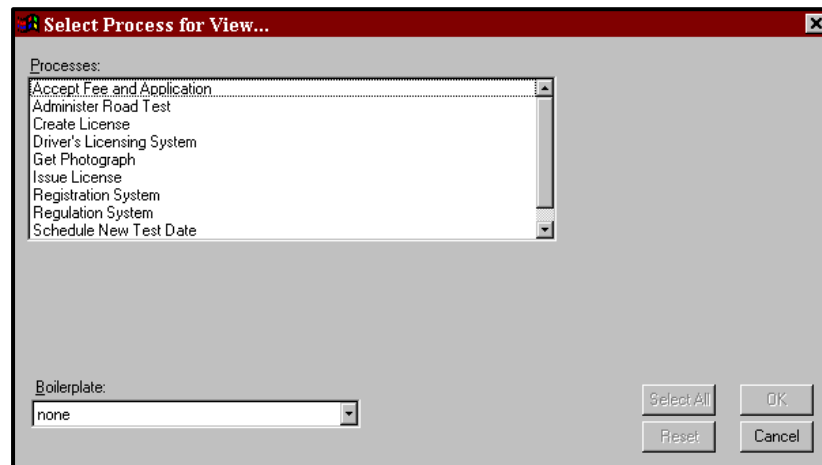 Select Process for View...
Processes:
Accept Fee and Application
Administer Road Test
Create License
Driver's Licensing System
Get Photograph
Issue License
Registration System
Regulation System
Schedule New Test Date
Boilerplate:
none
Select All
OK
Reset
Cancel